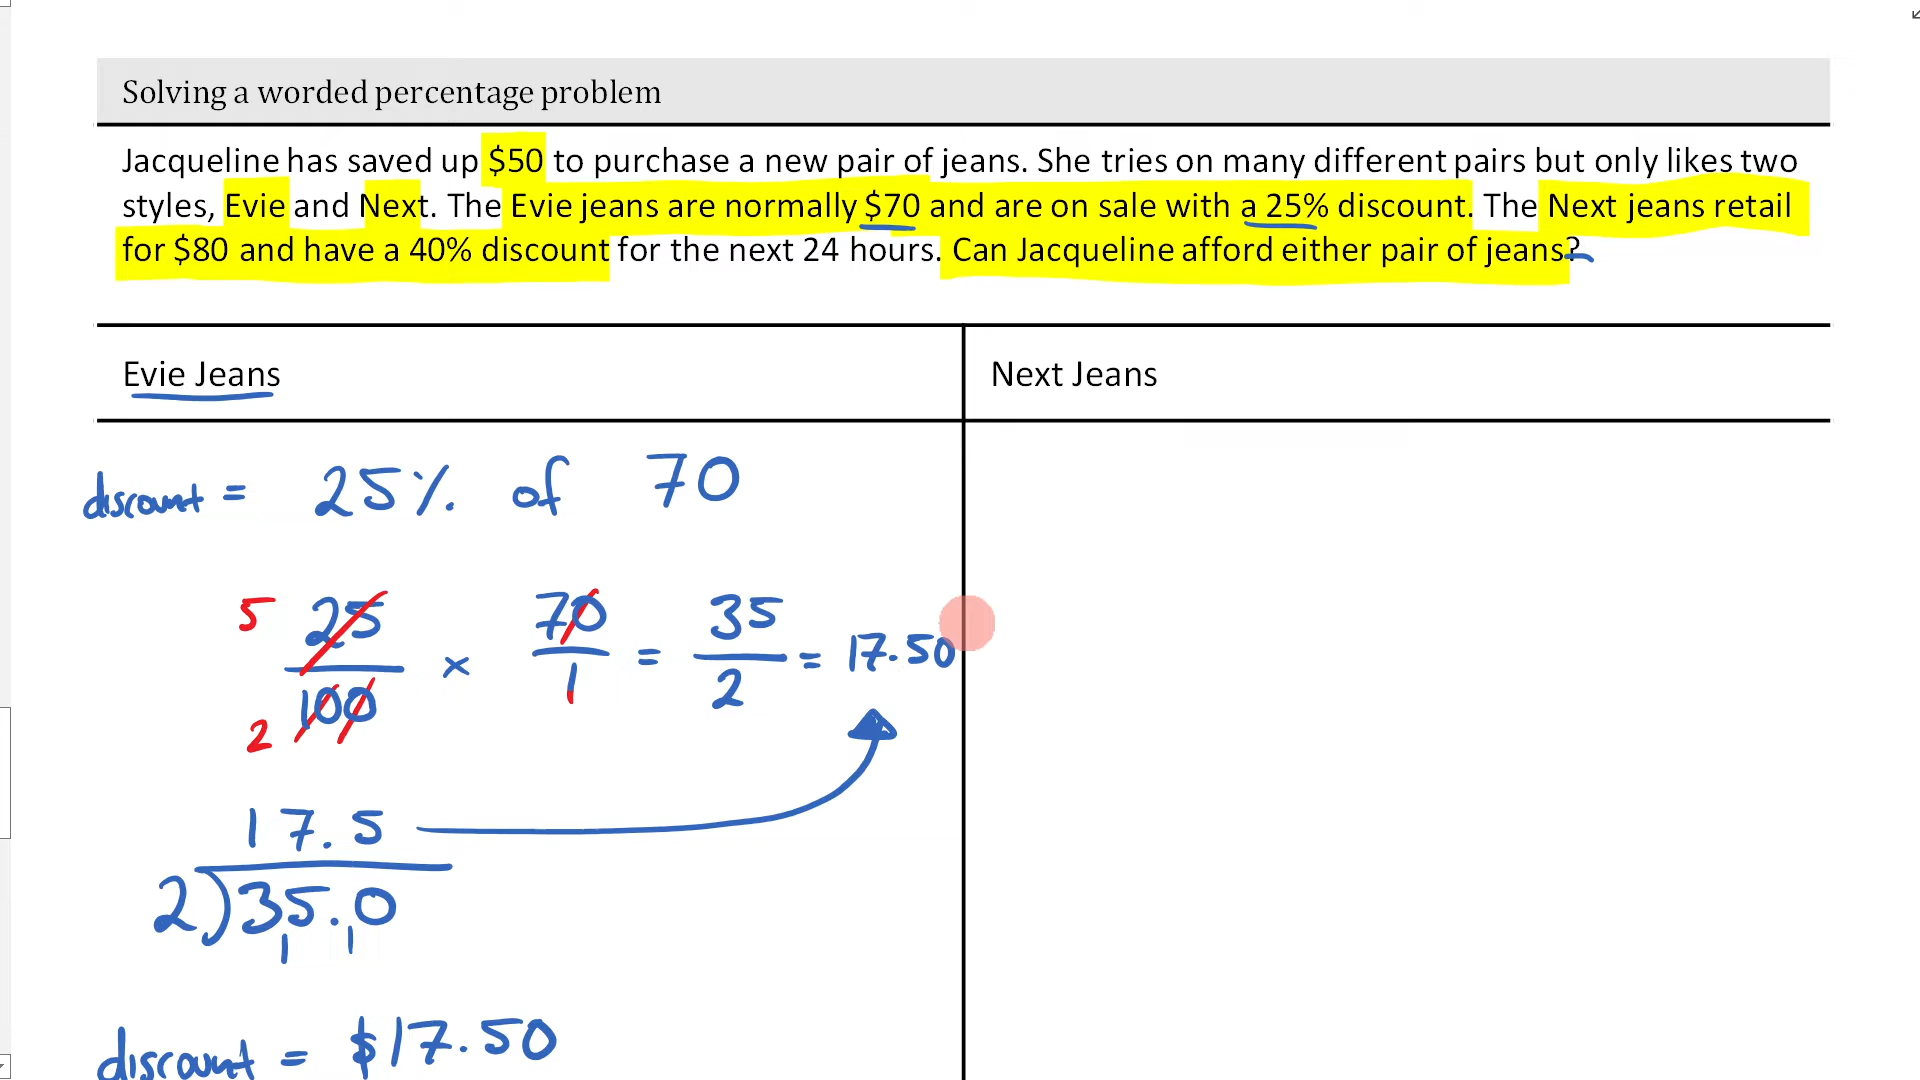 Solving a worded percentage problem
Jacqueline has saved up $50 to purchase a new pair of jeans. She tries on many different pairs but only likes two
styles, Evie and Next. The Evie jeans are normally $70 and are on sale with a 25% discount. The Next jeans retail
for $80 and have a 40% discount for the next 24 hours. Can Jacqueline afford either pair of jeans?
Evie Jeans
discount = 25% of 70
5 25/100 2 × 70/1 = 35/2 = 17.50
17.5
2)35.0
1 1
discount = $17.50
Next Jeans